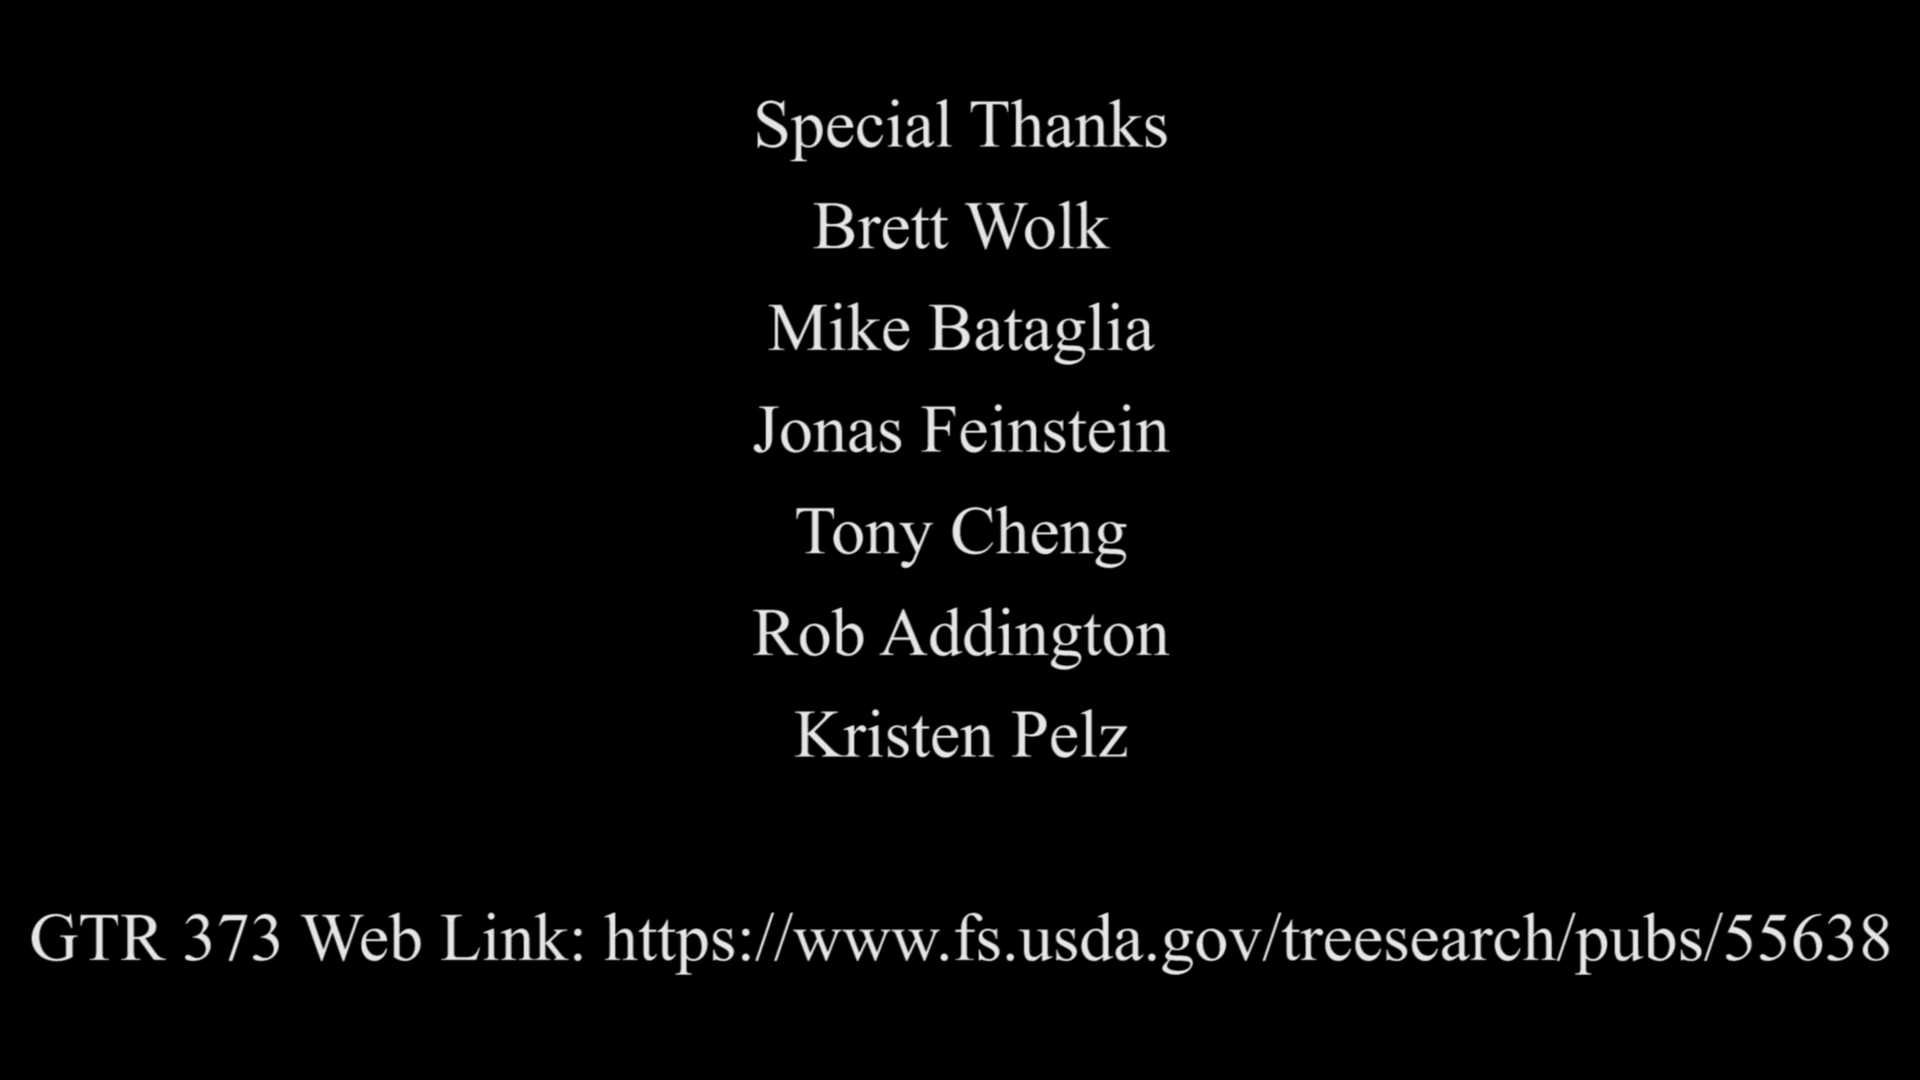 Special Thanks
Brett Wolk
Mike Bataglia
Jonas Feinstein
Tony Cheng
Rob Addington
Kristen Pelz
GTR 373 Web Link: https://www.fs.usda.gov/treesearch/pubs/55638